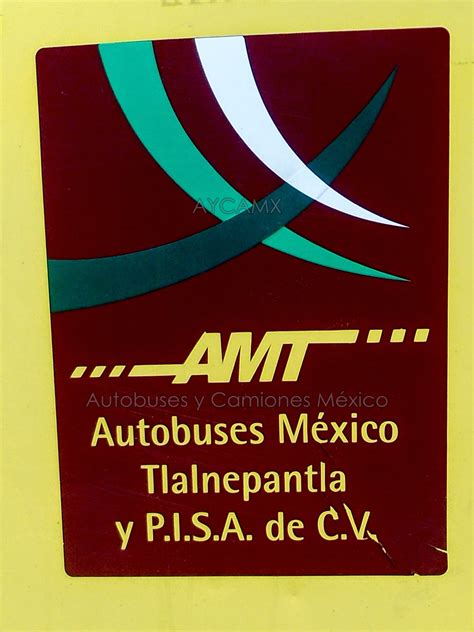 AYCAMX
AMT
Autobuses y Camiones México
Autobuses México
Tlalnepantla
y P.I.S.A. de C.V.